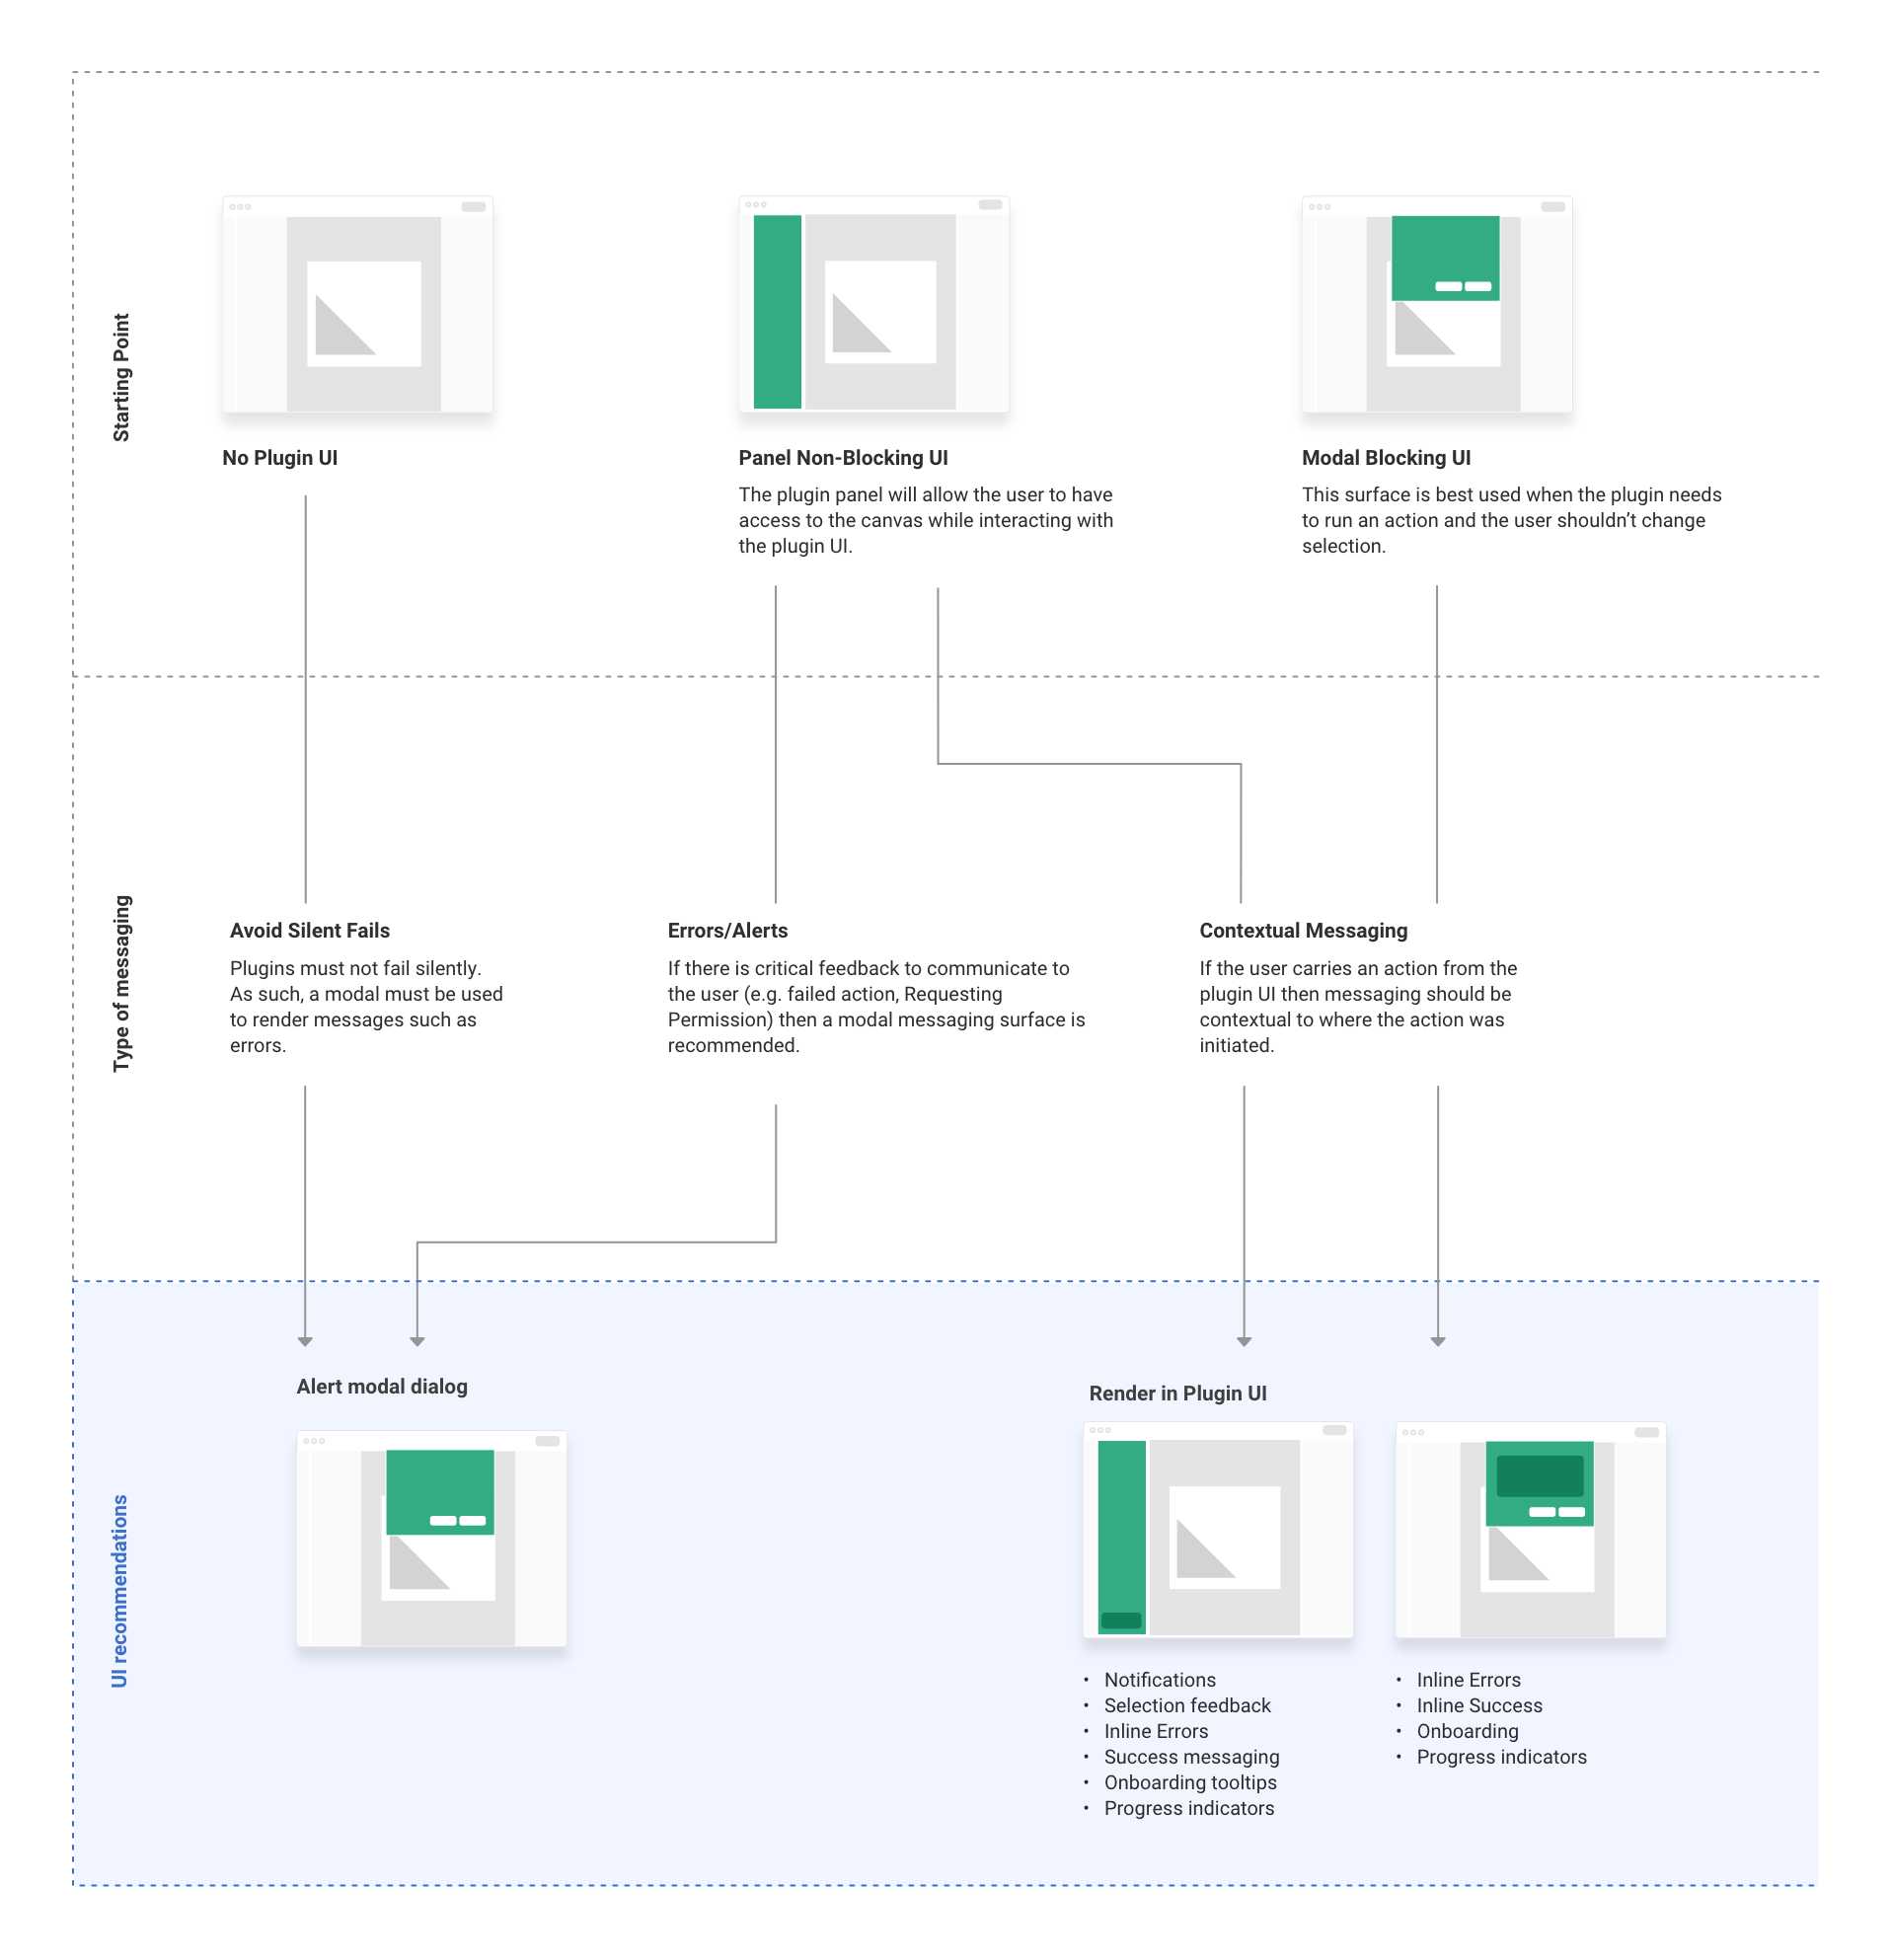 Starting Point
No Plugin UI
Panel Non-Blocking UI
The plugin panel will allow the user to have
access to the canvas while interacting with
the plugin UI.
Modal Blocking UI
This surface is best used when the plugin needs
to run an action and the user shouldn’t change
selection.
Type of messaging
Avoid Silent Fails
Plugins must not fail silently.
As such, a modal must be used
to render messages such as
errors.
Errors/Alerts
If there is critical feedback to communicate to
the user (e.g. failed action, Requesting
Permission) then a modal messaging surface is
recommended.
Contextual Messaging
If the user carries an action from the
plugin UI then messaging should be
contextual to where the action was
initiated.
UI recommendations
Alert modal dialog
Render in Plugin UI
• Notifications
• Selection feedback
• Inline Errors
• Success messaging
• Onboarding tooltips
• Progress indicators
• Inline Errors
• Inline Success
• Onboarding
• Progress indicators